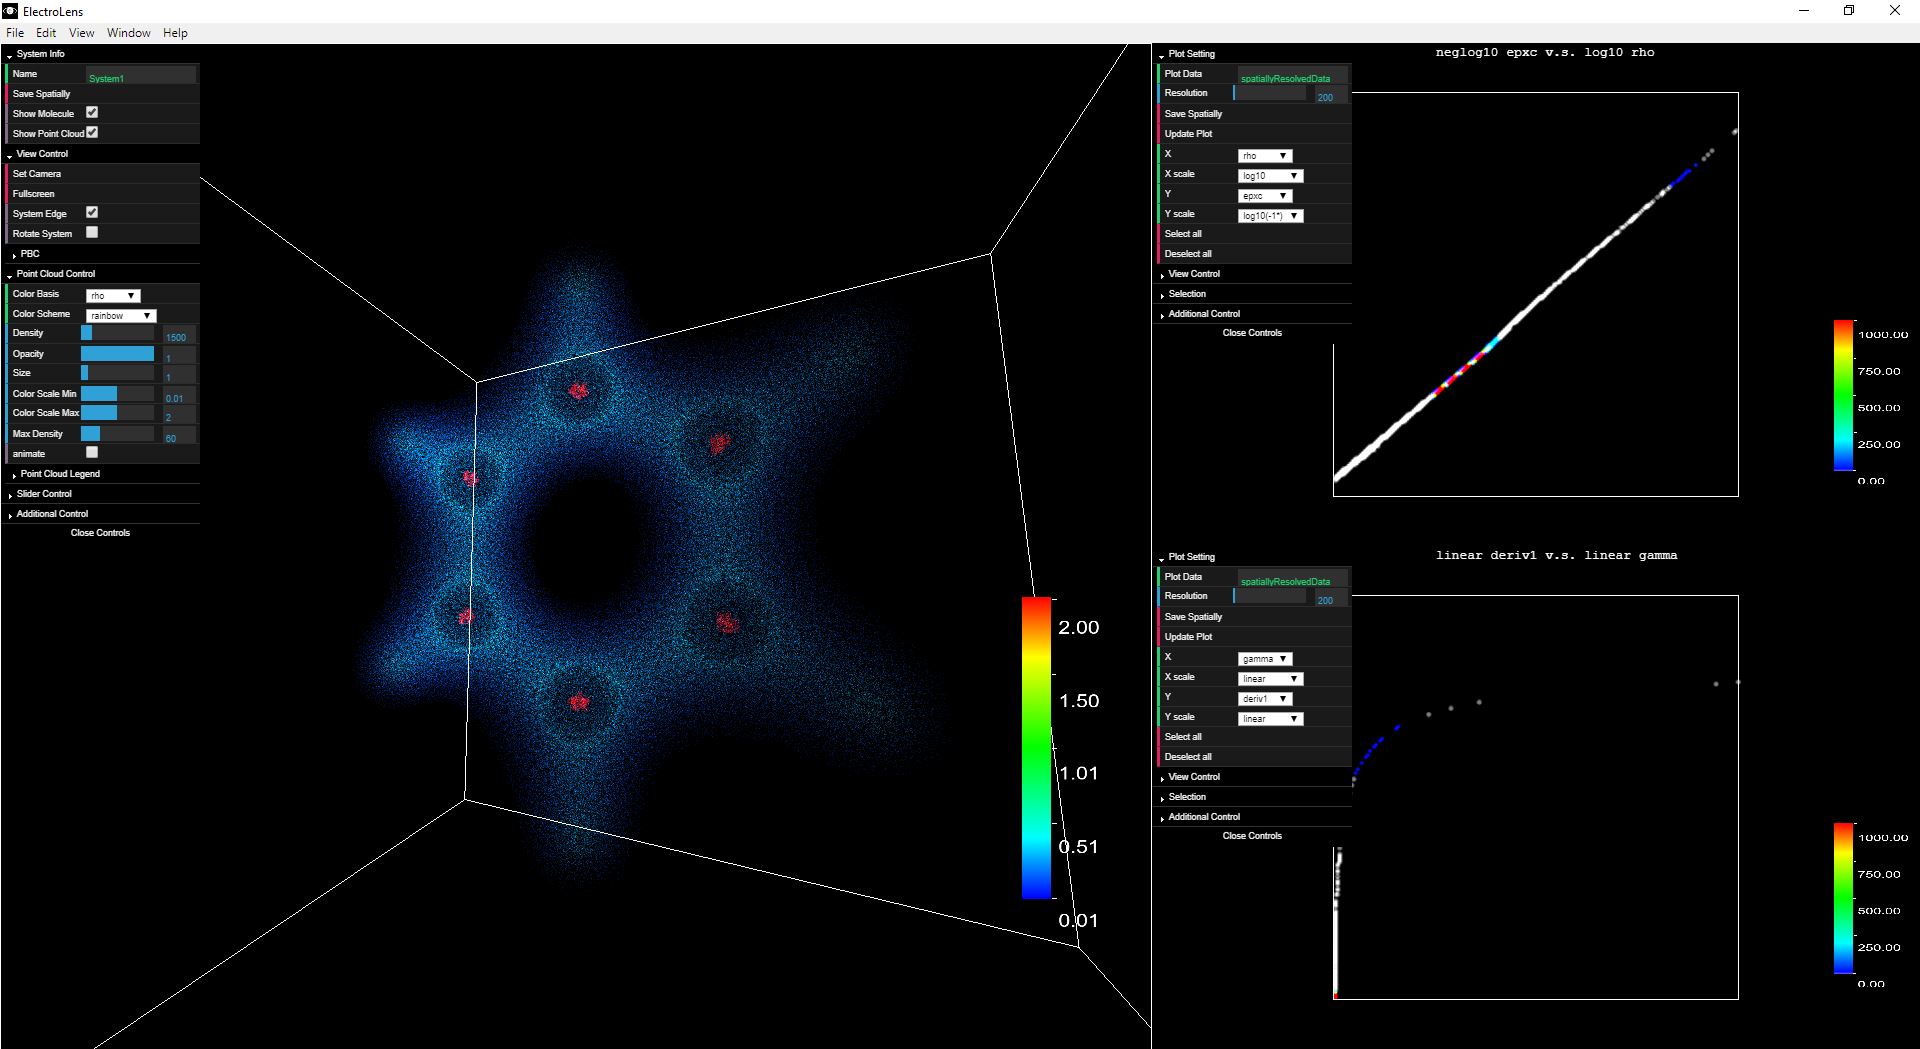 ElectroLens
File Edit View Window Help
System Info
Name System1
Save Spatially
Show Molecule
Show Point Cloud
View Control
Set Camera
Fullscreen
System Edge
Rotate System
PBC
Point Cloud Control
Color Basis rho
Color Scheme rainbow
Density 1500
Opacity 1
Size 1
Color Scale Min 0.01
Color Scale Max 2
Max Density 60
animate
Point Cloud Legend
Slider Control
Additional Control
Close Controls
2.00
1.50
1.01
0.51
0.01
Plot Setting
Plot Data spatiallyResolvedData
Resolution 200
Save Spatially
Update Plot
X rho
X scale log10
Y epxc
Y scale log10(-1*)
Select all
Deselect all
View Control
Selection
Additional Control
Close Controls
neglog10 epxc v.s. log10 rho
1000.00
750.00
500.00
250.00
0.00
Plot Setting
Plot Data spatiallyResolvedData
Resolution 200
Save Spatially
Update Plot
X gamma
X scale linear
Y deriv1
Y scale linear
Select all
Deselect all
View Control
Selection
Additional Control
Close Controls
linear deriv1 v.s. linear gamma
1000.00
750.00
500.00
250.00
0.00